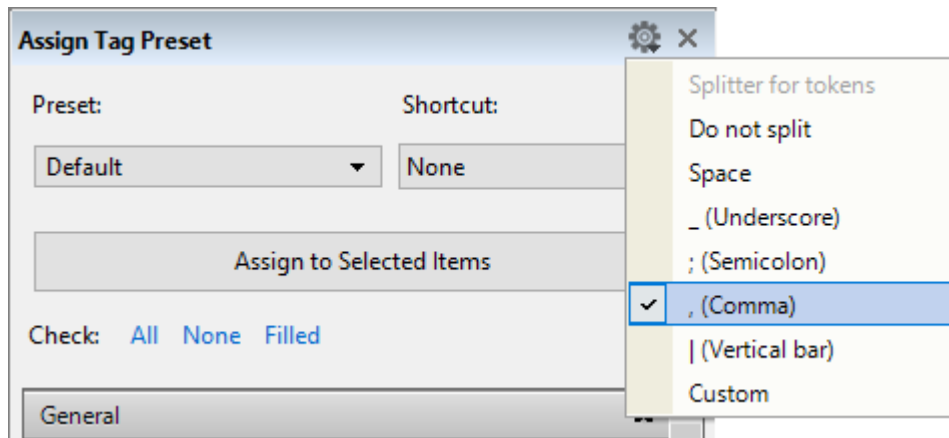 Assign Tag Preset
Preset:
Shortcut:
Default
None
Assign to Selected Items
Check: All None Filled
General
Splitter for tokens
Do not split
Space
_ (Underscore)
; (Semicolon)
, (Comma)
| (Vertical bar)
Custom